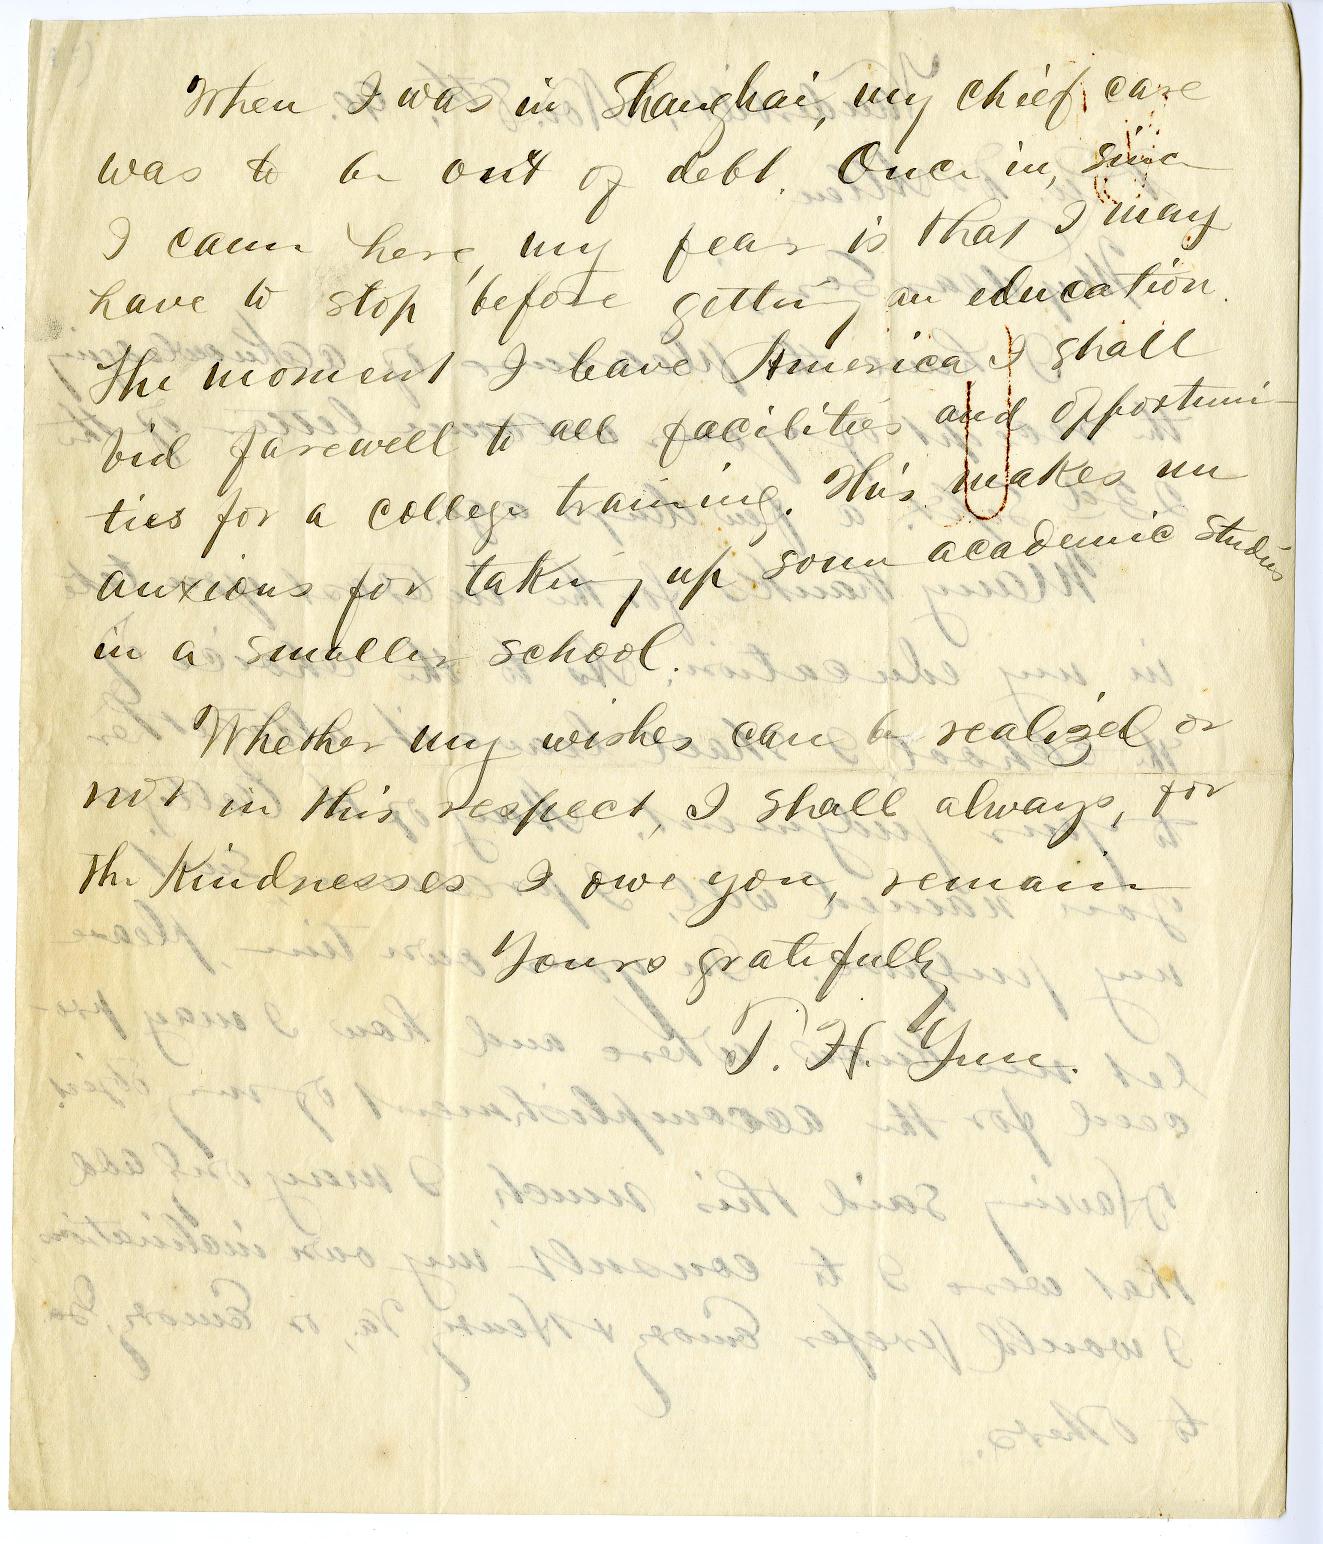 When I was in Shanghai, my chief care
was to be out of debt. Once in, since
I came here, my fear is that I may
have to stop before getting an education.
The moment I leave America I shall
bid farewell to all facilities and opportuni-
ties for a college training. This makes me
anxious for taking up some academic studies
in a smaller school.
Whether my wishes can be realized or
not in this respect, I shall always, for
the kindnesses I owe you, remain
Yours gratefully
T. H. Yun.